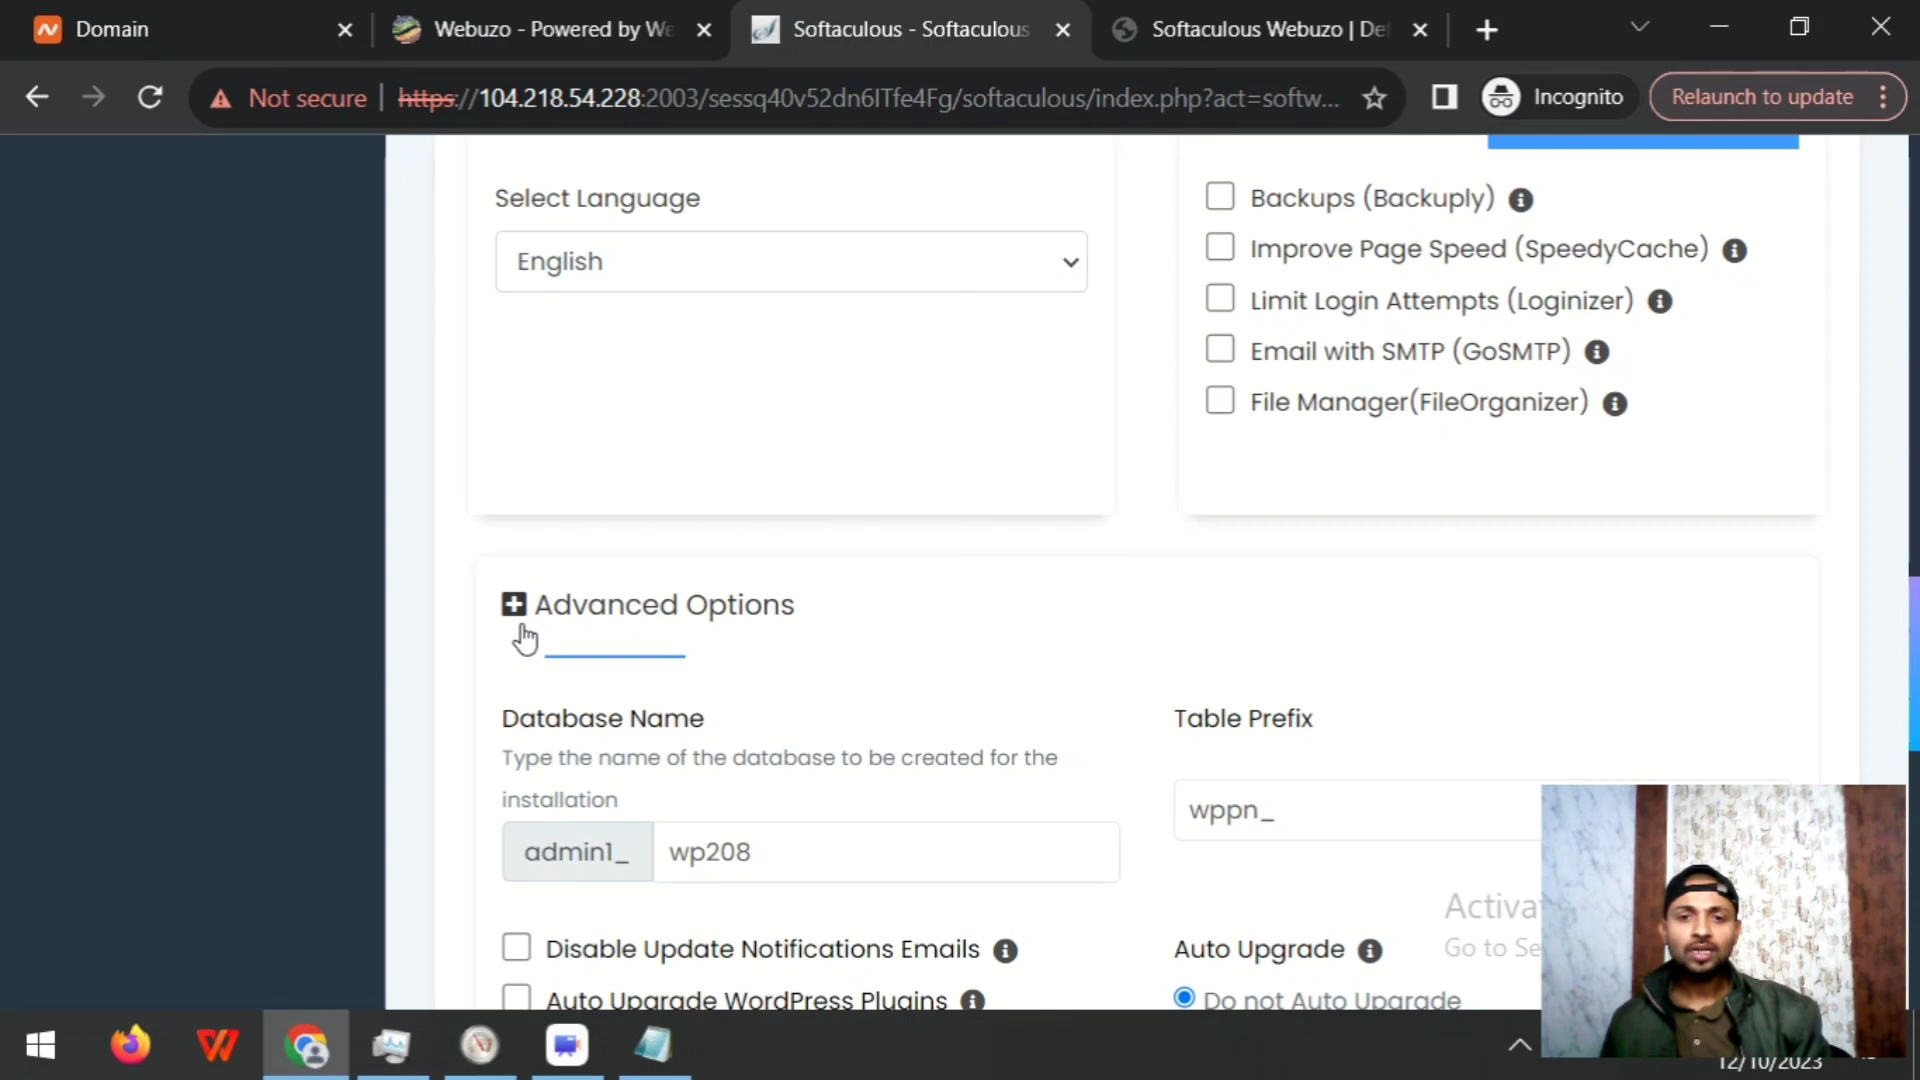 Domain
Webuzo - Powered by We
Softaculous - Softaculous
Softaculous Webuzo | De
Not secure
https://104.218.54.228:2003/sessq40v52dn6ITfe4Fg/softaculous/index.php?act=softw...
Incognito
Relaunch to update
Select Language
English
Backups (Backuply)
Improve Page Speed (SpeedyCache)
Limit Login Attempts (Loginizer)
Email with SMTP (GoSMTP)
File Manager(FileOrganizer)
Advanced Options
Database Name
Type the name of the database to be created for the
installation
admin1_ wp208
Table Prefix
wppn_
Disable Update Notifications Emails
Auto Upgrade WordPress Plugins
Auto Upgrade
Do not Auto Upgrade
Activa
Go to Se
12/10/2023